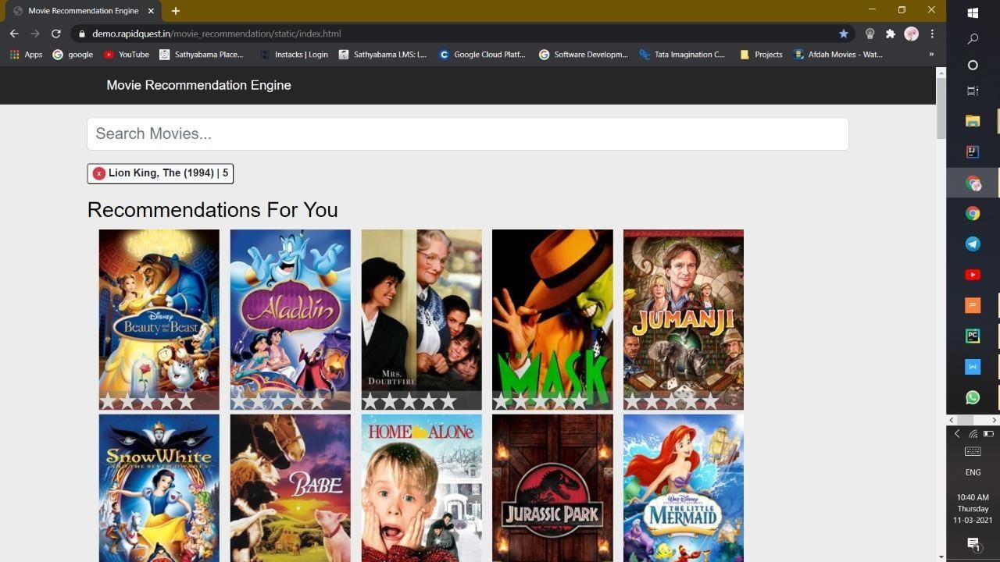 Movie Recommendation Engine
demo.rapidquest.in/movie_recommendation/static/index.html
Apps google YouTube Sathyabama Place... Instacks | Login Sathyabama LMS: L... Google Cloud Platf... Software Developm... Tata Imagination C... Projects Afdah Movies - Wat... »
Movie Recommendation Engine
Search Movies...
x Lion King, The (1994) | 5
Recommendations For You
Disney
Beauty and the Beast
Aladdin
MRS.
DOUBTFIRE
THE
MASK
JUMANJI
SNOW WHITE
AND THE SEVEN DWARFS
BABE
HOME ALONe
JURASSIC PARK
WALT DISNEY
THE LITTLE
MERMAID
ENG
10:40 AM
Thursday
11-03-2021
1